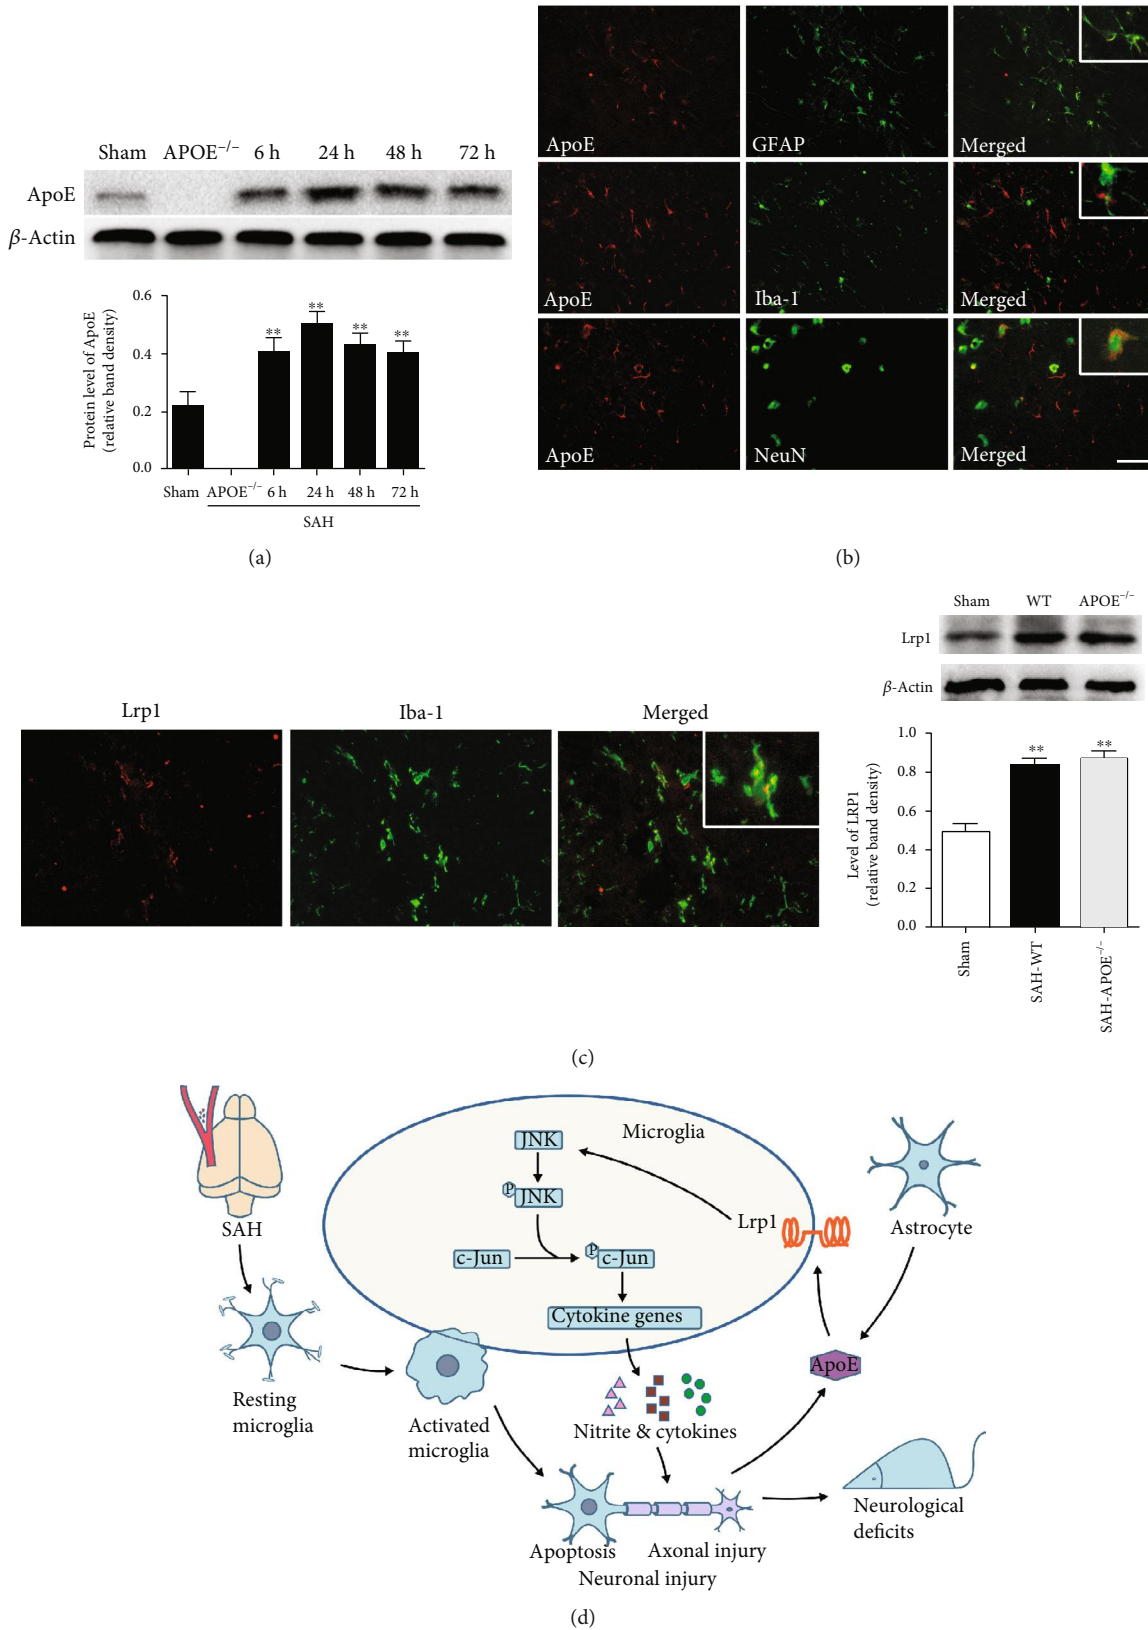 Sham APOE−/− 6 h 24 h 48 h 72 h
ApoE
β-Actin
Protein level of ApoE
(relative band density)
0.6
0.4
0.2
0.0
**
**
**
**
Sham APOE−/− 6 h 24 h 48 h 72 h
SAH
(a)
ApoE GFAP Merged
ApoE Iba-1 Merged
ApoE NeuN Merged
(b)
Lrp1 Iba-1 Merged
Sham WT APOE−/−
Lrp1
β-Actin
Level of LRP1
(relative band density)
1.0
0.8
0.6
0.4
0.2
0.0
**
**
Sham
SAH-WT
SAH-APOE−/−
(c)
SAH
Resting
microglia
Activated
microglia
Microglia
JNK
P
JNK
c-Jun
P
c-Jun
Cytokine genes
Lrp1
Astrocyte
ApoE
Nitrite & cytokines
Apoptosis
Axonal injury
Neuronal injury
Neurological
deficits
(d)